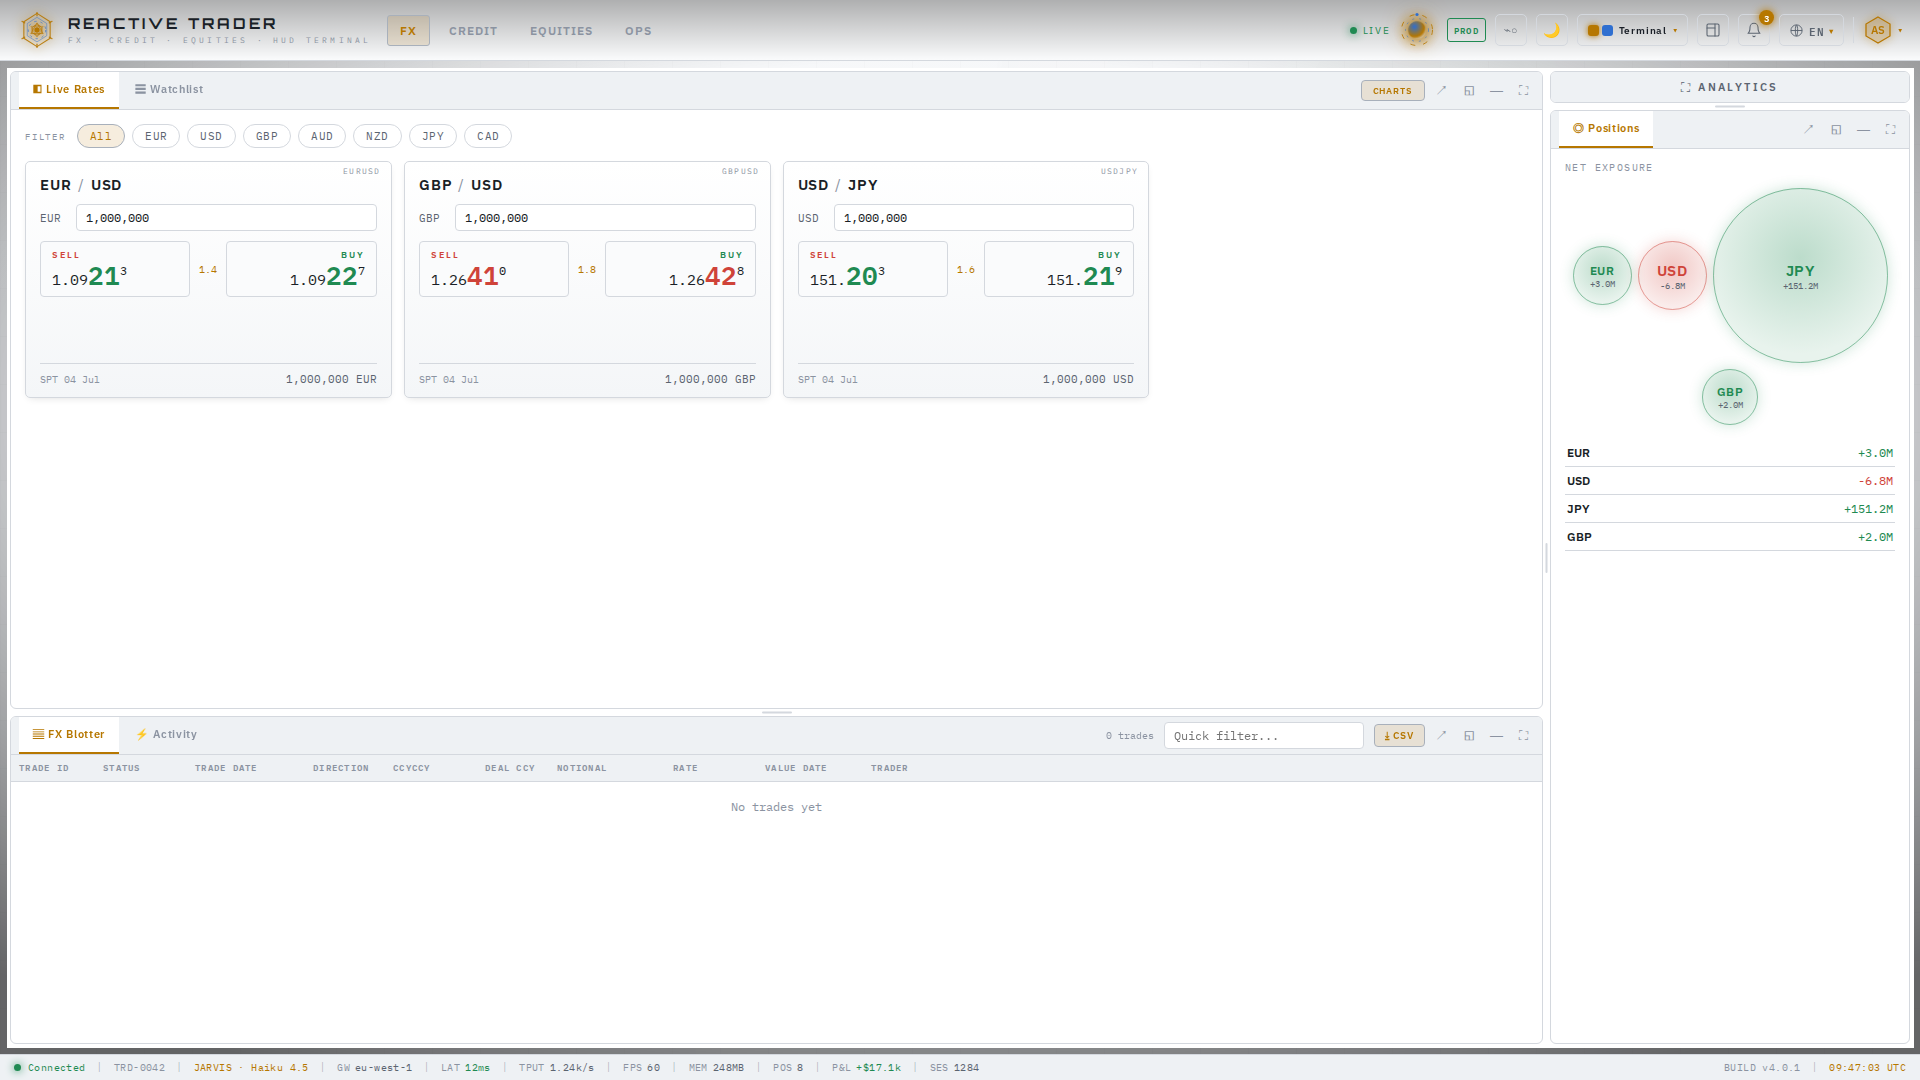 REACTIVE TRADER
FX · CREDIT · EQUITIES · HUD TERMINAL
FX
CREDIT
EQUITIES
OPS
LIVE
PROD
Terminal
3
EN
AS
Live Rates
Watchlist
CHARTS
FILTER
All
EUR
USD
GBP
AUD
NZD
JPY
CAD
EURUSD
EUR / USD
EUR 1,000,000
SELL
1.09213
1.4
BUY
1.09227
SPT 04 Jul
1,000,000 EUR
GBPUSD
GBP / USD
GBP 1,000,000
SELL
1.26410
1.8
BUY
1.26428
SPT 04 Jul
1,000,000 GBP
USDJPY
USD / JPY
USD 1,000,000
SELL
151.203
1.6
BUY
151.219
SPT 04 Jul
1,000,000 USD
ANALYTICS
Positions
NET EXPOSURE
EUR
+3.0M
USD
-6.8M
JPY
+151.2M
GBP
+2.0M
EUR +3.0M
USD -6.8M
JPY +151.2M
GBP +2.0M
FX Blotter
Activity
0 trades
Quick filter...
CSV
TRADE ID STATUS TRADE DATE DIRECTION CCYCCY DEAL CCY NOTIONAL RATE VALUE DATE TRADER
No trades yet
Connected | TRD-0042 | JARVIS · Haiku 4.5 | GW eu-west-1 | LAT 12ms | TPUT 1.24k/s | FPS 60 | MEM 248MB | POS 8 | P&L +$17.1k | SES 1284
BUILD v4.0.1 | 09:47:03 UTC